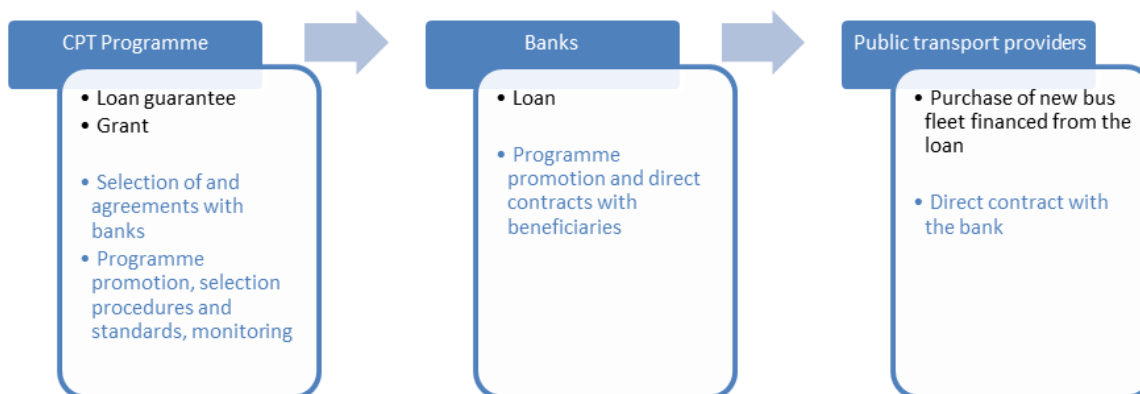 CPT Programme
• Loan guarantee
• Grant
• Selection of and
agreements with
banks
• Programme
promotion, selection
procedures and
standards, monitoring
Banks
• Loan
• Programme
promotion and direct
contracts with
beneficiaries
Public transport providers
• Purchase of new bus
fleet financed from the
loan
• Direct contract with
the bank